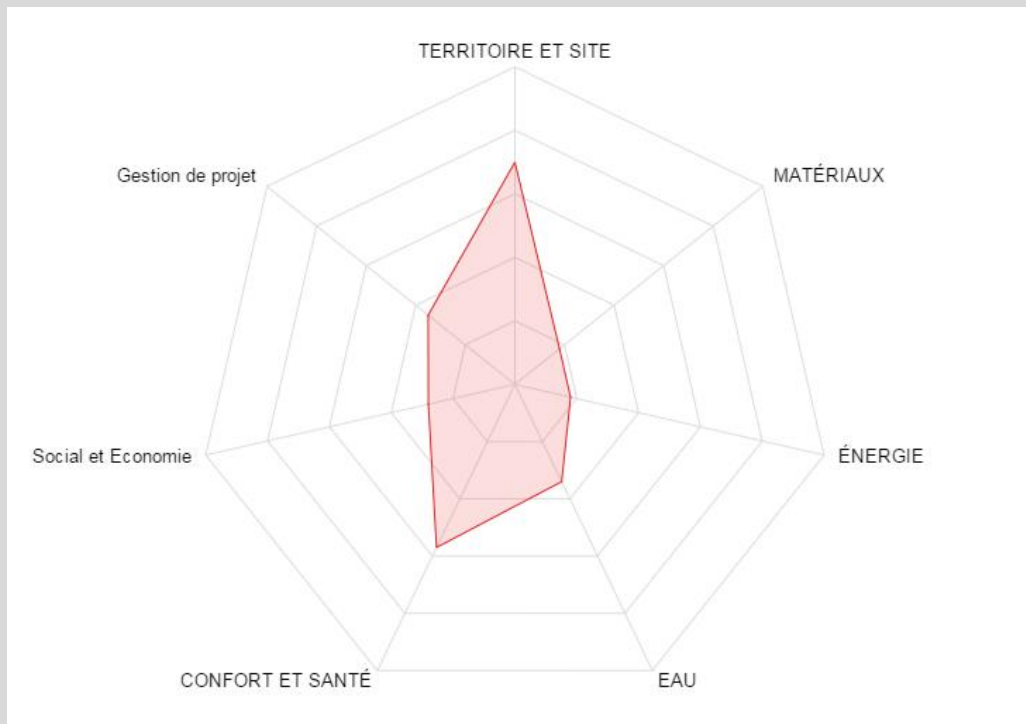 TERRITOIRE ET SITE
Gestion de projet
MATÉRIAUX
Social et Economie
ÉNERGIE
CONFORT ET SANTÉ
EAU